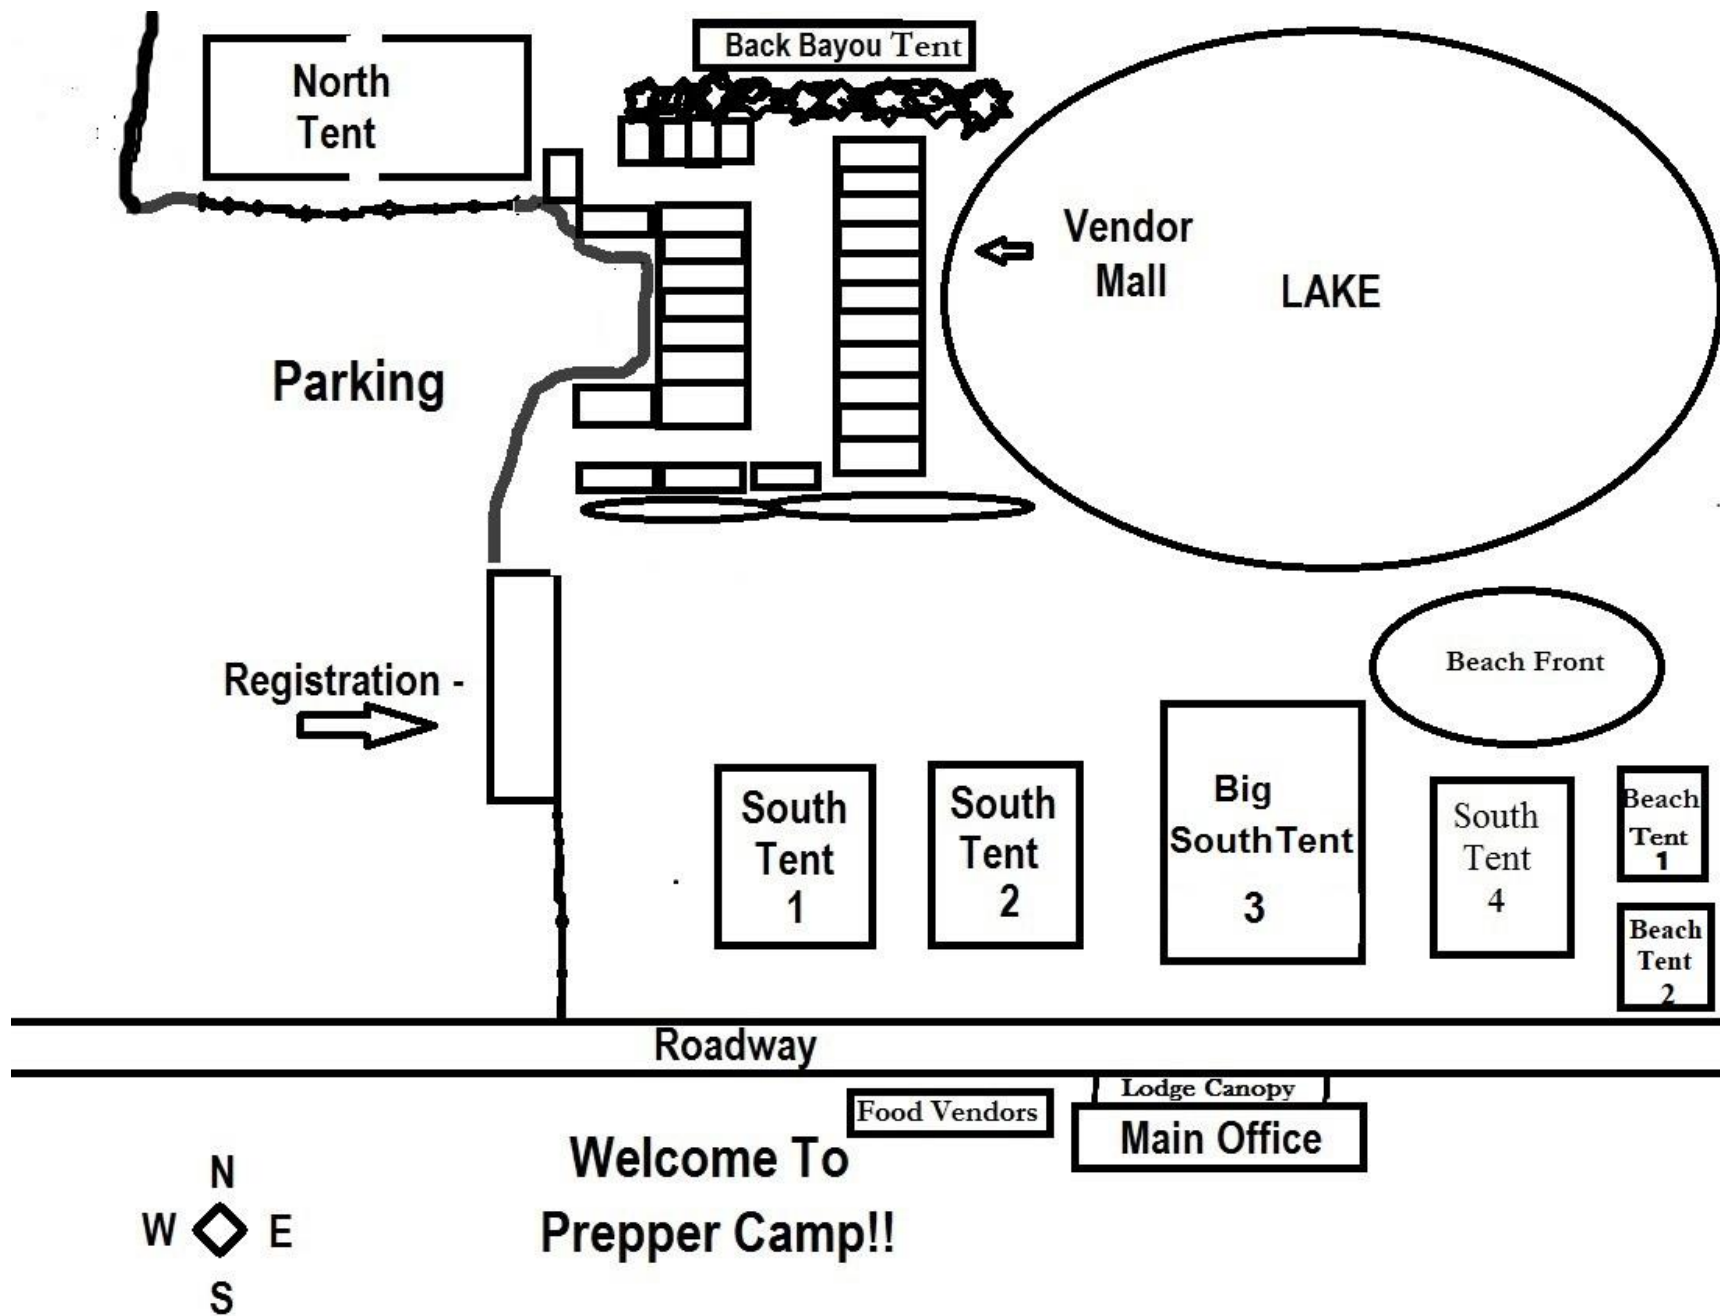 Back Bayou Tent
North
Tent
Vendor
Mall
LAKE
Parking
Registration -
Beach Front
South
Tent
1
South
Tent
2
Big
SouthTent
3
South
Tent
4
Beach
Tent
1
Beach
Tent
2
Roadway
Lodge Canopy
Food Vendors
Main Office
Welcome To
Prepper Camp!!
N
W E
S